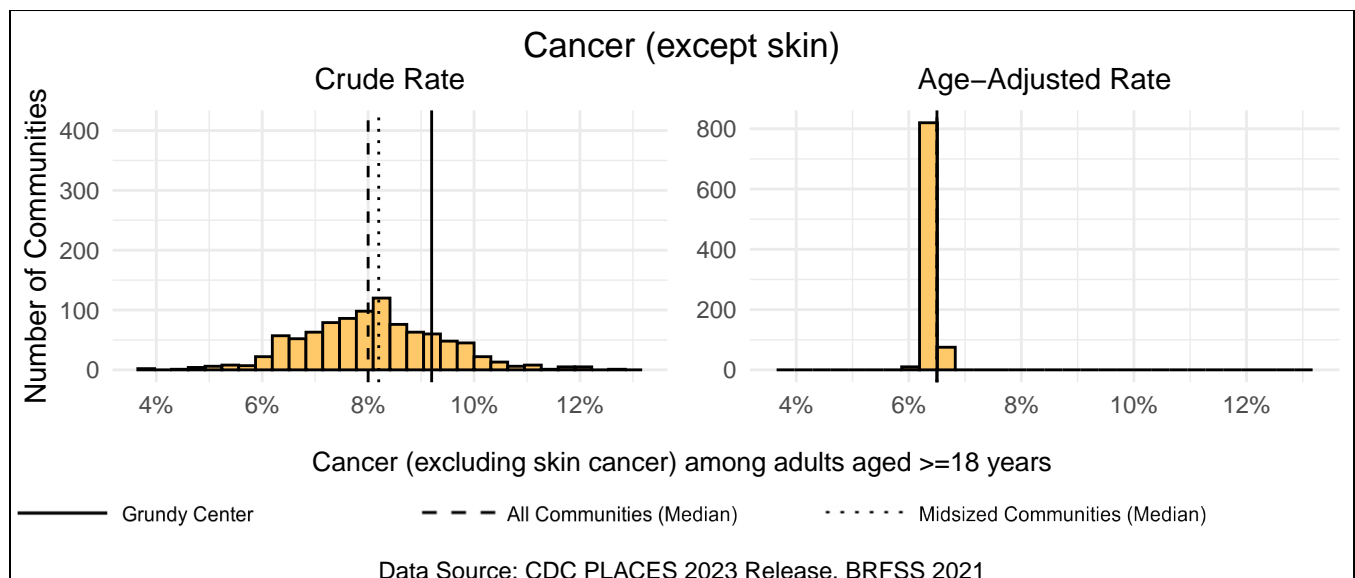 Cancer (except skin)
Crude Rate
Age−Adjusted Rate
Number of Communities
400
300
200
100
0
4%
6%
8%
10%
12%
800
600
400
200
0
4%
6%
8%
10%
12%
Cancer (excluding skin cancer) among adults aged >=18 years
Grundy Center
All Communities (Median)
Midsized Communities (Median)
Data Source: CDC PLACES 2023 Release, BRFSS 2021